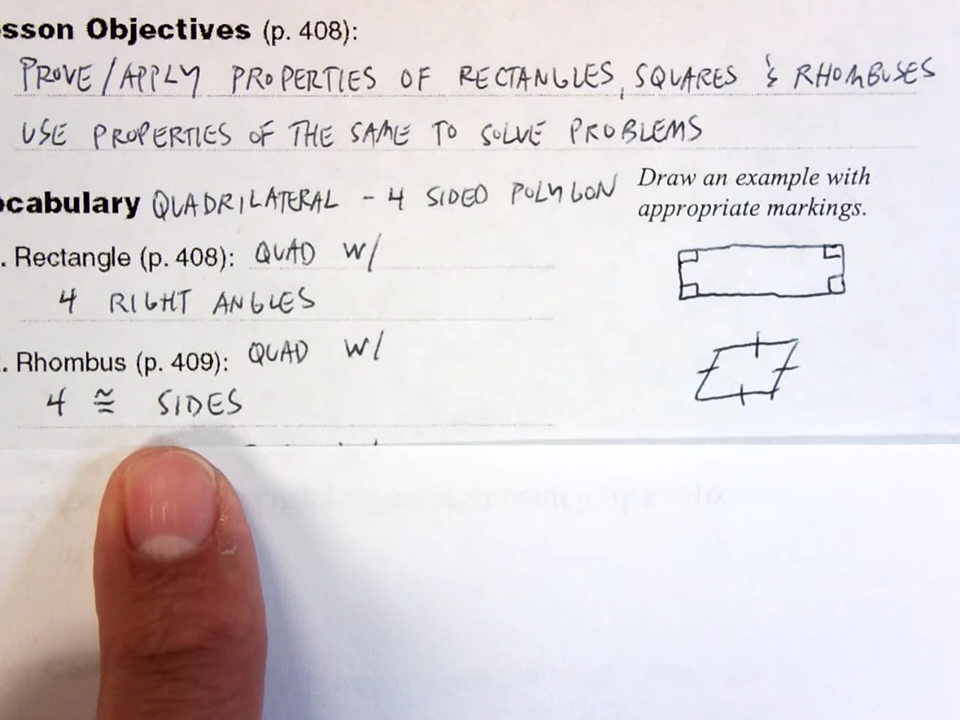 sson Objectives (p. 408):
PROVE/APPLY PROPERTIES OF RECTANGLES, SQUARES & RHOMBUSES
USE PROPERTIES OF THE SAME TO SOLVE PROBLEMS
ocabulary QUADRILATERAL - 4 SIDED POLYGON
Draw an example with
appropriate markings.
. Rectangle (p. 408): QUAD W/
4 RIGHT ANGLES
. Rhombus (p. 409): QUAD W/
4 ≅ SIDES